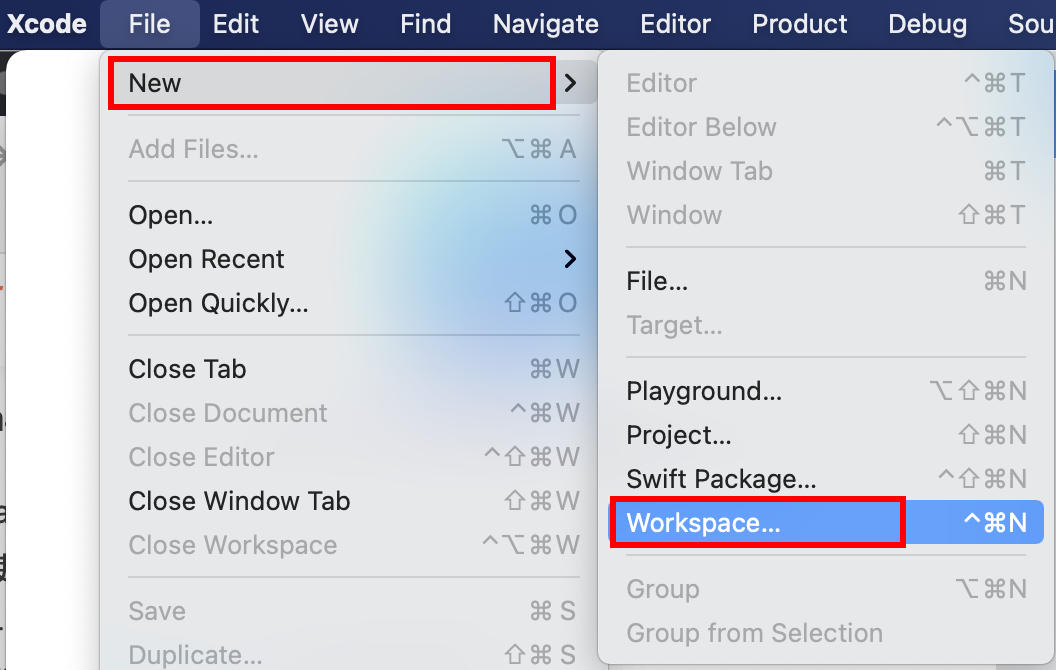 Xcode File Edit View Find Navigate Editor Product Debug Sou
New
Add Files... ⌥⌘A
Open... ⌘O
Open Recent
Open Quickly... ⇧⌘O
Close Tab ⌘W
Close Document ^⌘W
Close Editor ^⇧⌘W
Close Window Tab ⇧⌘W
Close Workspace ^⌥⌘W
Save ⌘S
Duplicate... ⇧⌘S
Editor ^⌘T
Editor Below ^⌥⌘T
Window Tab ⌘T
Window ⇧⌘T
File... ⌘N
Target...
Playground... ⌥⇧⌘N
Project... ⇧⌘N
Swift Package... ^⇧⌘N
Workspace... ^⌘N
Group ⌥⌘N
Group from Selection